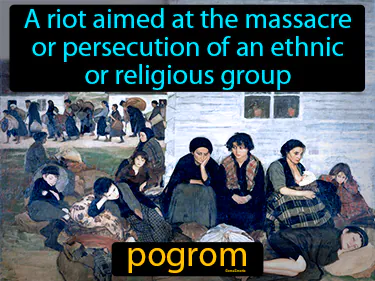 A riot aimed at the massacre
or persecution of an ethnic
or religious group
pogrom